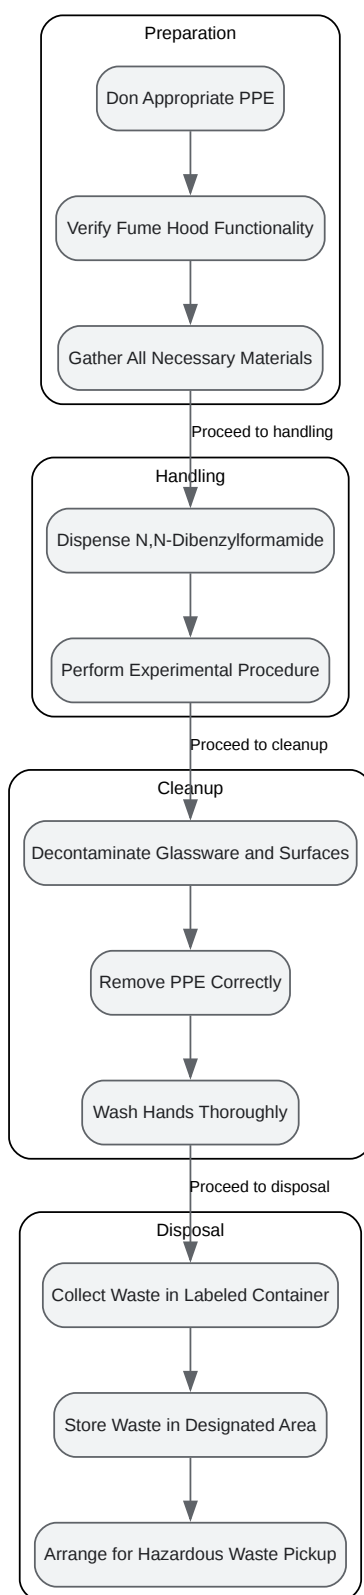 Preparation
Don Appropriate PPE
Verify Fume Hood Functionality
Gather All Necessary Materials
Proceed to handling
Handling
Dispense N,N-Dibenzylformamide
Perform Experimental Procedure
Proceed to cleanup
Cleanup
Decontaminate Glassware and Surfaces
Remove PPE Correctly
Wash Hands Thoroughly
Proceed to disposal
Disposal
Collect Waste in Labeled Container
Store Waste in Designated Area
Arrange for Hazardous Waste Pickup